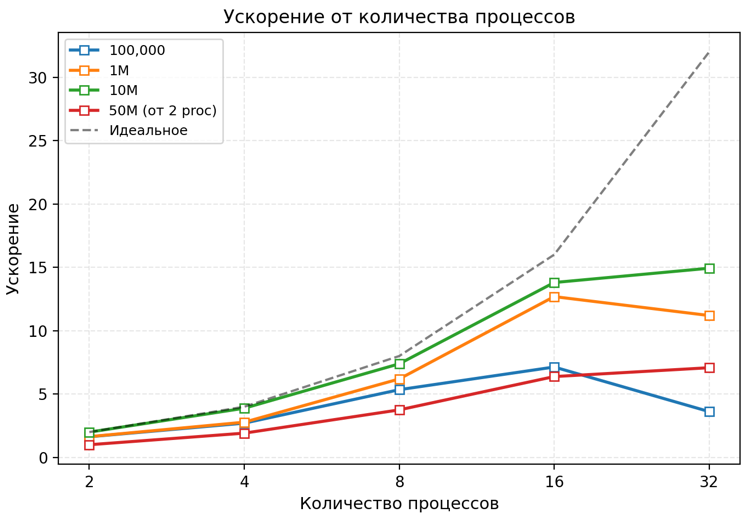 Ускорение от количества процессов
100,000
1M
10M
50M (от 2 proc)
Идеальное
Ускорение
30
25
20
15
10
5
0
2 4 8 16 32
Количество процессов